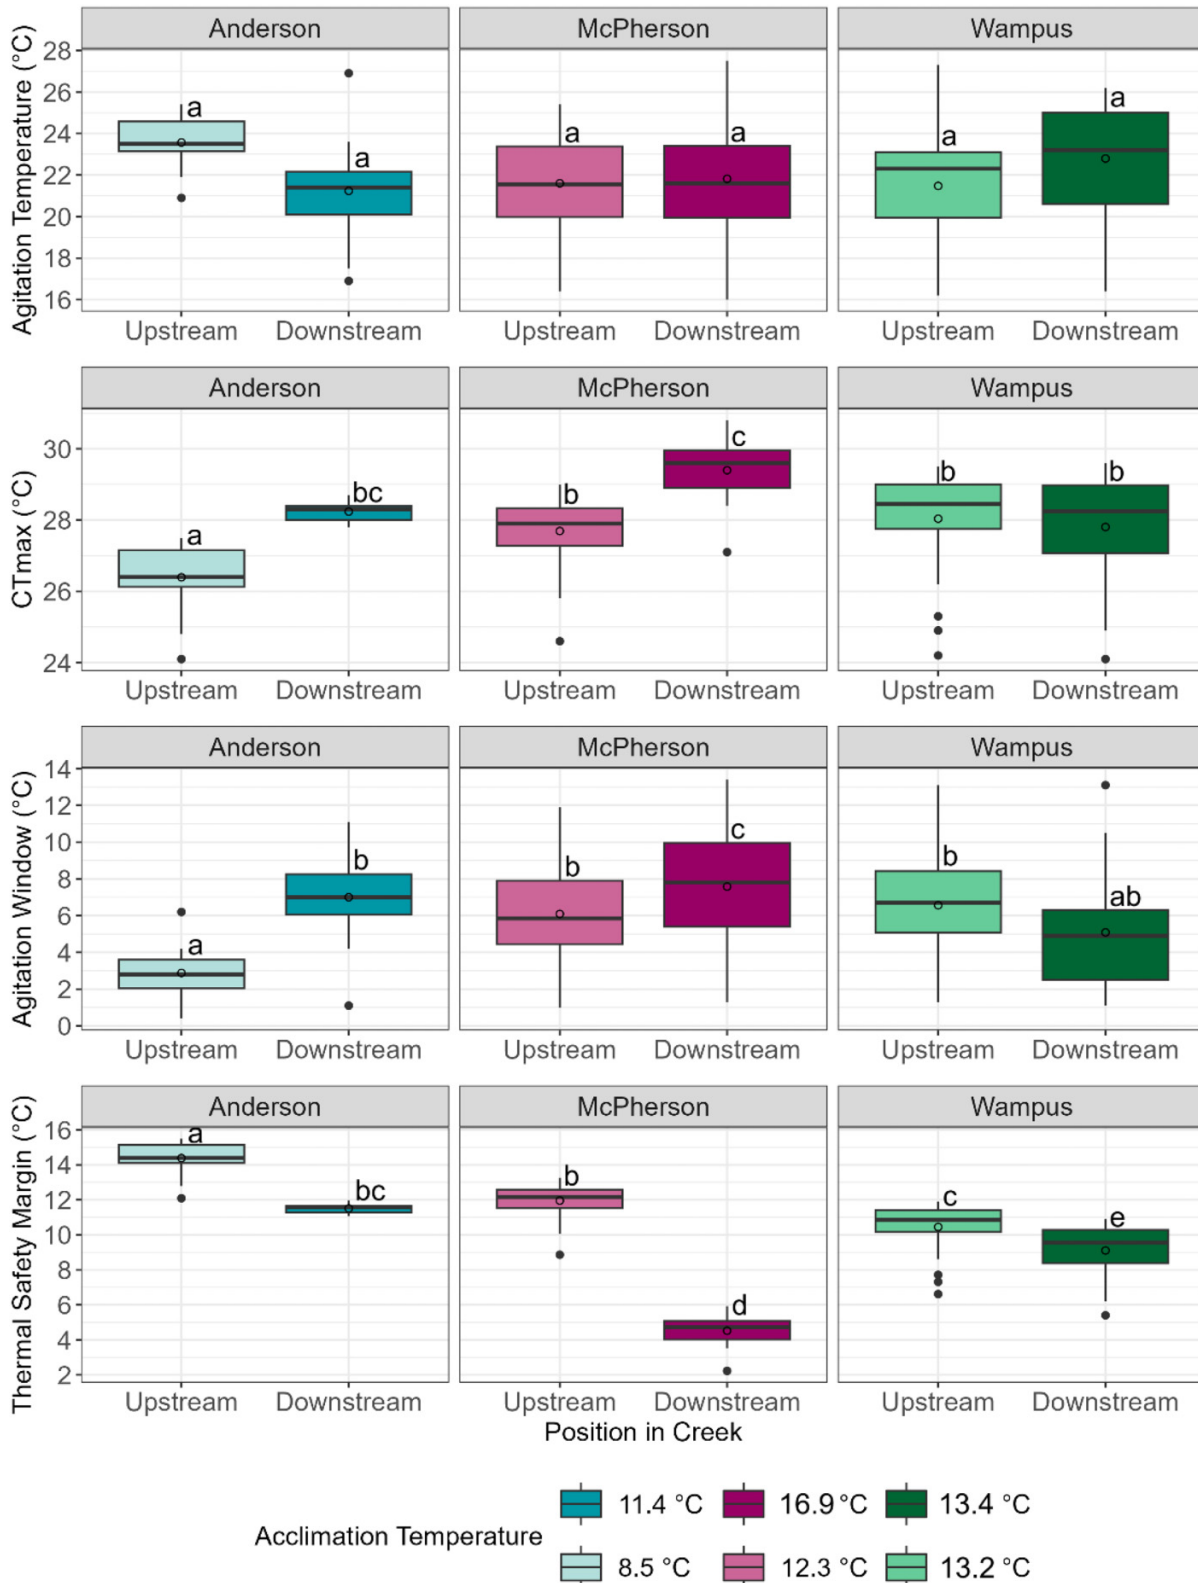 Anderson McPherson Wampus
Agitation Temperature (°C)
28
26
24
22
20
18
16
a
a
a
a
a
a
Upstream Downstream Upstream Downstream Upstream Downstream
Anderson McPherson Wampus
CTmax (°C)
30
28
26
24
a
bc
b
c
b
b
Upstream Downstream Upstream Downstream Upstream Downstream
Anderson McPherson Wampus
Agitation Window (°C)
14
12
10
8
6
4
2
0
a
b
b
c
b
ab
Upstream Downstream Upstream Downstream Upstream Downstream
Anderson McPherson Wampus
Thermal Safety Margin (°C)
16
14
12
10
8
6
4
2
a
bc
b
d
c
e
Upstream Downstream Upstream Downstream Upstream Downstream
Position in Creek
Acclimation Temperature
11.4 °C 16.9 °C 13.4 °C
8.5 °C 12.3 °C 13.2 °C